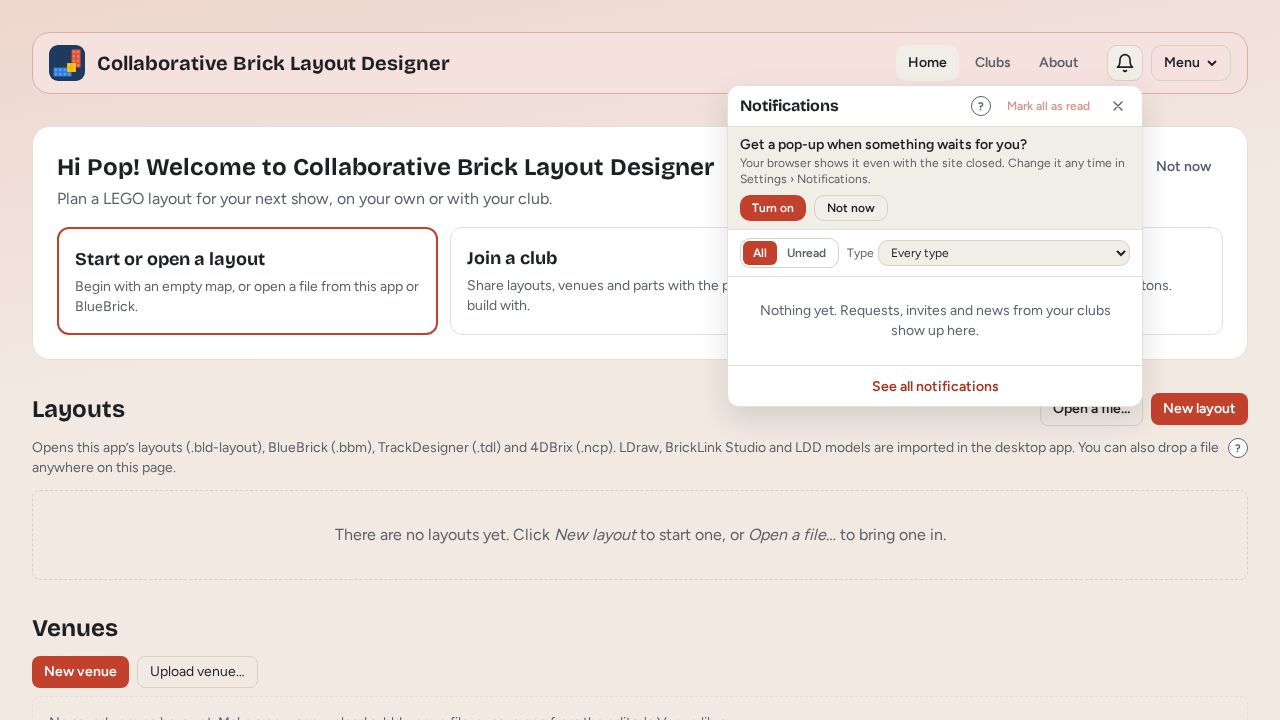 Collaborative Brick Layout Designer
Home
Clubs
About
Menu
Notifications
?
Mark all as read
Get a pop-up when something waits for you?
Your browser shows it even with the site closed. Change it any time in
Settings › Notifications.
Turn on
Not now
All
Unread
Type
Every type
Nothing yet. Requests, invites and news from your clubs
show up here.
See all notifications
Hi Pop! Welcome to Collaborative Brick Layout Designer
Not now
Plan a LEGO layout for your next show, on your own or with your club.
Start or open a layout
Begin with an empty map, or open a file from this app or
BlueBrick.
Join a club
Share layouts, venues and parts with the
build with.
Layouts
Open a file...
New layout
Opens this app's layouts (.bld-layout), BlueBrick (.bbm), TrackDesigner (.tdl) and 4DBrix (.ncp). LDraw, BrickLink Studio and LDD models are imported in the desktop app. You can also drop a file
anywhere on this page.
?
There are no layouts yet. Click New layout to start one, or Open a file... to bring one in.
Venues
New venue
Upload venue...